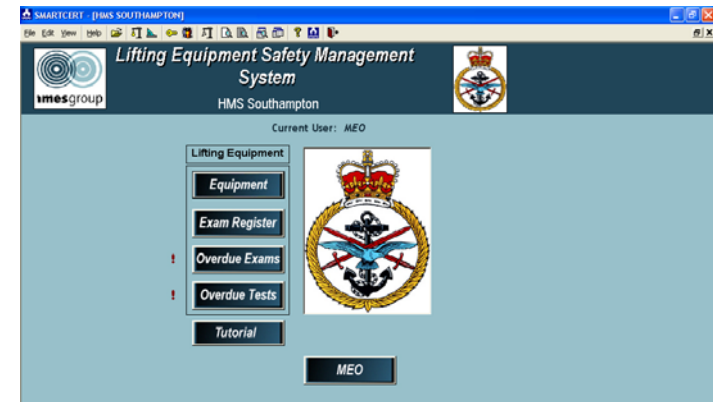 SMARTCERT - [HMS SOUTHAMPTON]
File Edit View Help
Lifting Equipment Safety Management
System
imesgroup
HMS Southampton
Current User: MEO
Lifting Equipment
Equipment
Exam Register
! Overdue Exams
! Overdue Tests
Tutorial
MEO